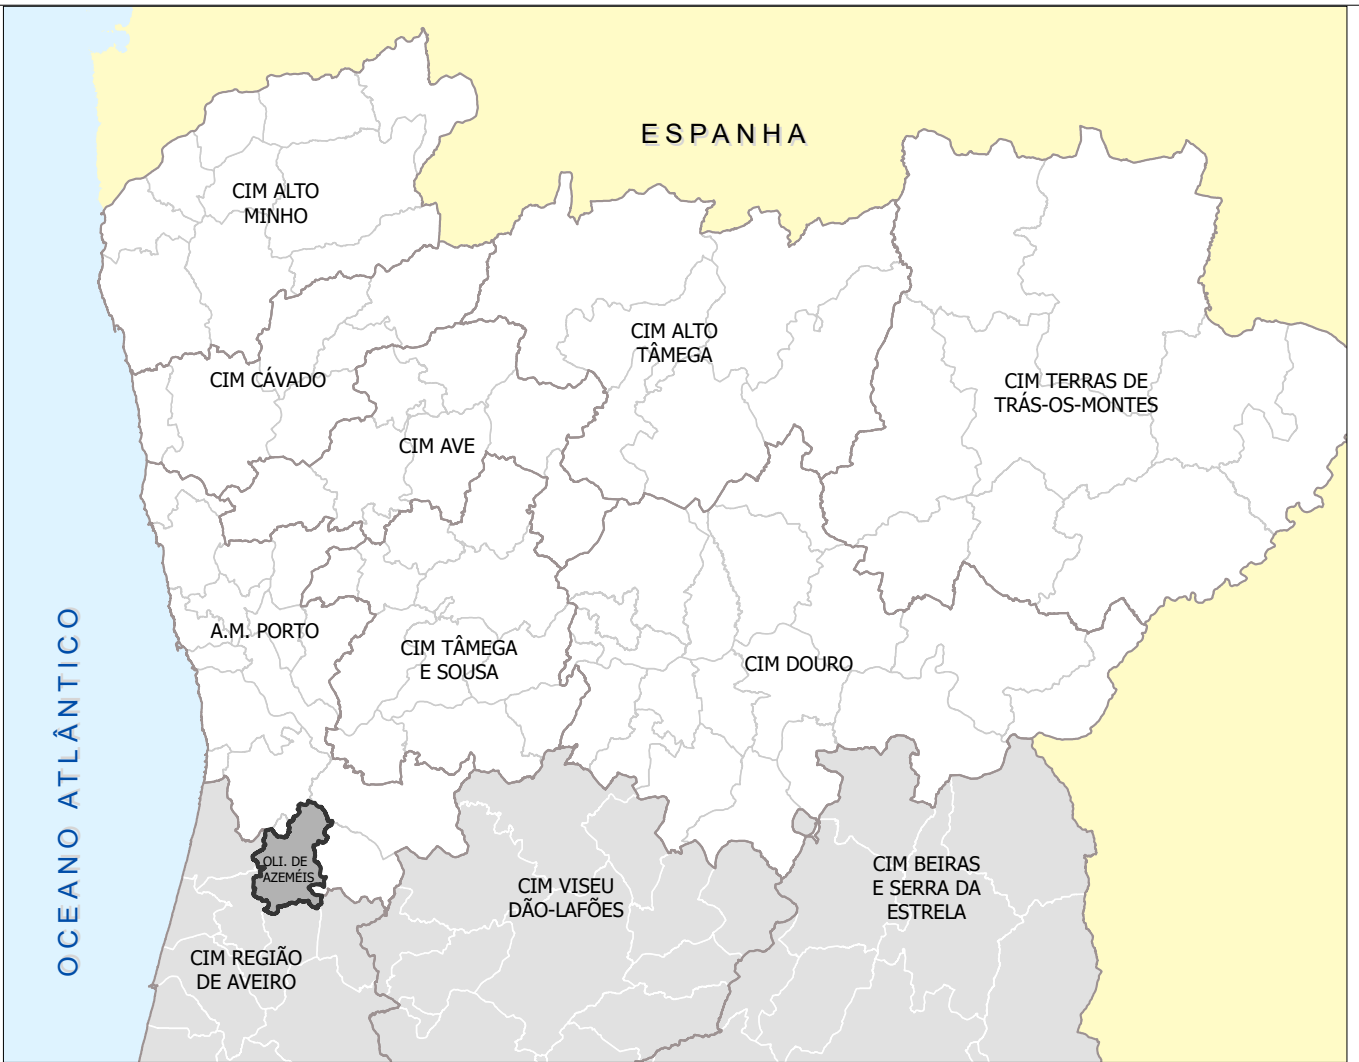 ESPANHA
CIM ALTO
MINHO
CIM ALTO
TÂMEGA
CIM CÁVADO
CIM TERRAS DE
TRÁS-OS-MONTES
CIM AVE
A.M. PORTO
CIM TÂMEGA
E SOUSA
CIM DOURO
OCEANO ATLÂNTICO
OLI. DE
AZEMÉIS
CIM VISEU
DÃO-LAFÕES
CIM BEIRAS
E SERRA DA
ESTRELA
CIM REGIÃO
DE AVEIRO